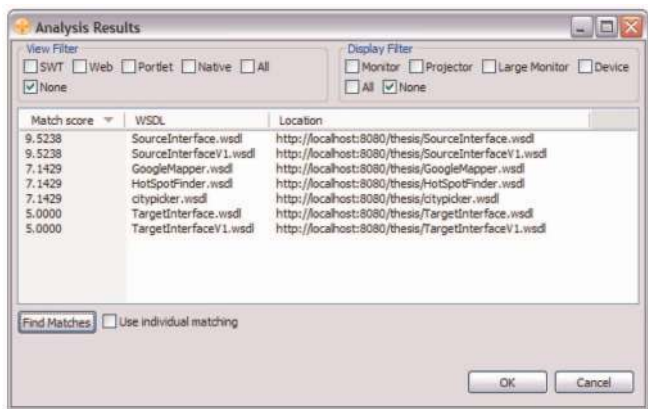 Analysis Results
View Filter
SWT Web Portlet Native All
None
Display Filter
Monitor Projector Large Monitor Device
All None
Match score WSDL Location
9.5238 SourceInterface.wsdl http://localhost:8080/thesis/SourceInterface.wsdl
9.5238 SourceInterfaceV1.wsdl http://localhost:8080/thesis/SourceInterfaceV1.wsdl
7.1429 GoogleMapper.wsdl http://localhost:8080/thesis/GoogleMapper.wsdl
7.1429 HotSpotFinder.wsdl http://localhost:8080/thesis/HotSpotFinder.wsdl
7.1429 citypicker.wsdl http://localhost:8080/thesis/citypicker.wsdl
5.0000 TargetInterface.wsdl http://localhost:8080/thesis/TargetInterface.wsdl
5.0000 TargetInterfaceV1.wsdl http://localhost:8080/thesis/TargetInterfaceV1.wsdl
Find Matches Use individual matching
OK Cancel